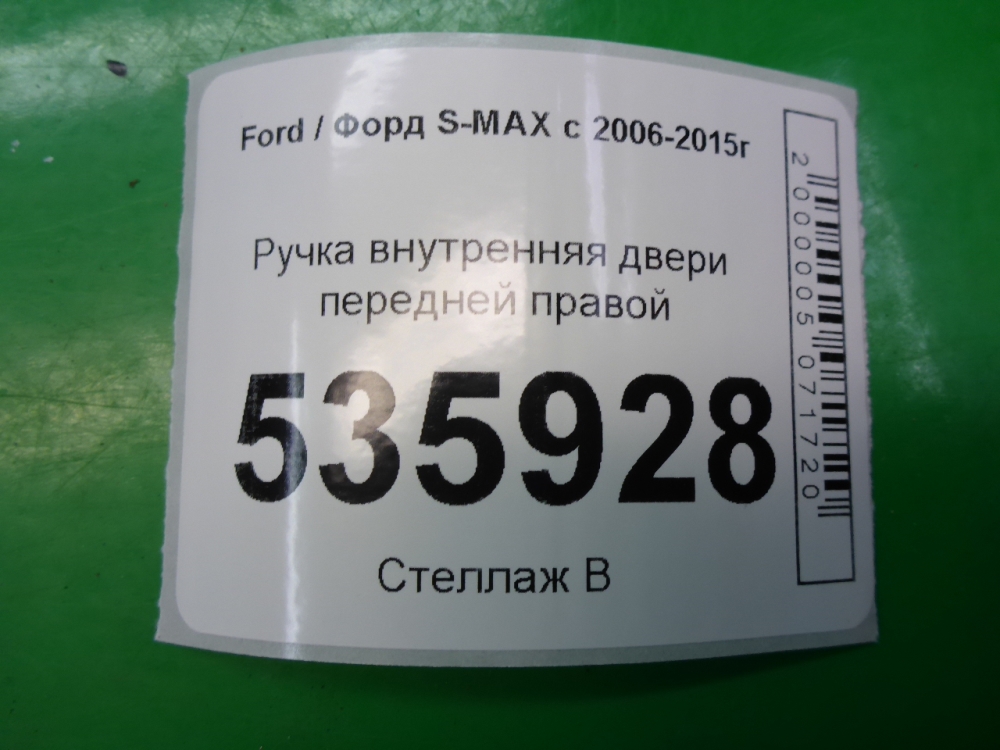 Ford / Форд S-MAX с 2006-2015г
Ручка внутренняя двери
передней правой
535928
Стеллаж В
2000005071720